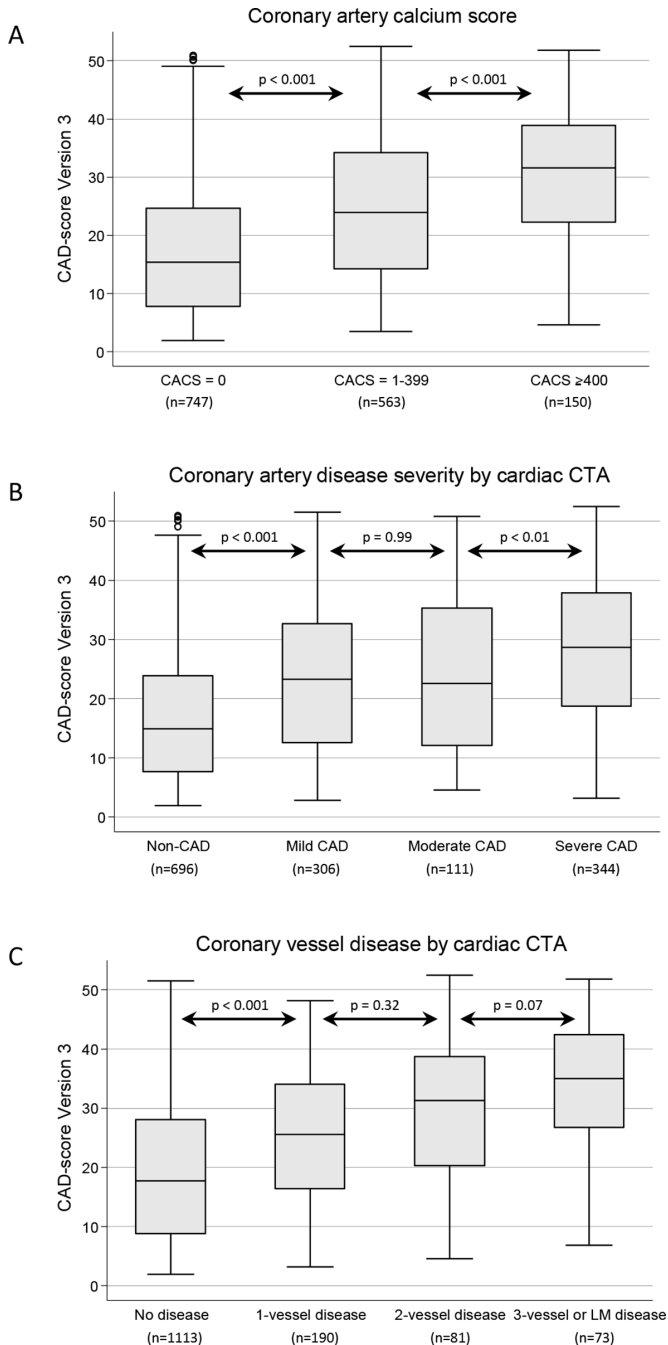 A
Coronary artery calcium score
CAD-score Version 3
50
40
30
20
10
0
p < 0.001
p < 0.001
CACS = 0
CACS = 1-399
CACS ≥400
(n=747)
(n=563)
(n=150)
B
Coronary artery disease severity by cardiac CTA
CAD-score Version 3
50
40
30
20
10
0
p < 0.001
p = 0.99
p < 0.01
Non-CAD
Mild CAD
Moderate CAD
Severe CAD
(n=696)
(n=306)
(n=111)
(n=344)
C
Coronary vessel disease by cardiac CTA
CAD-score Version 3
50
40
30
20
10
0
p < 0.001
p = 0.32
p = 0.07
No disease
1-vessel disease
2-vessel disease
3-vessel or LM disease
(n=1113)
(n=190)
(n=81)
(n=73)